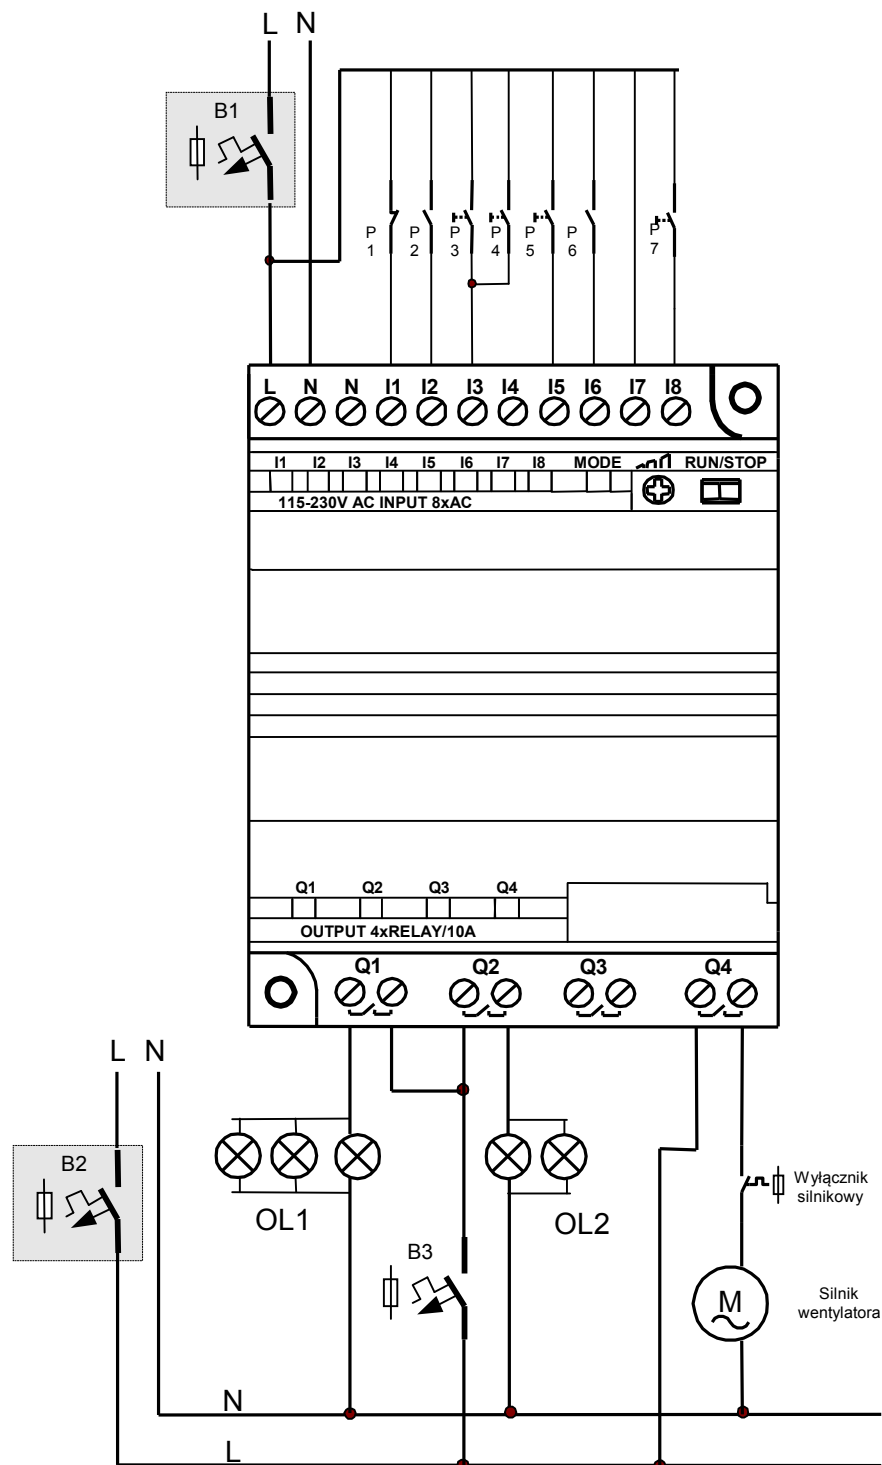 L N
B1
P 1
P 2
P 3
P 4
P 5
P 6
P 7
L N N I1 I2 I3 I4 I5 I6 I7 I8
I1 I2 I3 I4 I5 I6 I7 I8 MODE RUN/STOP
115-230V AC INPUT 8xAC
Q1 Q2 Q3 Q4
OUTPUT 4xRELAY/10A
Q1 Q2 Q3 Q4
L N
B2
OL1
OL2
B3
Wyłącznik
silnikowy
M
Silnik
wentylatora
N
L